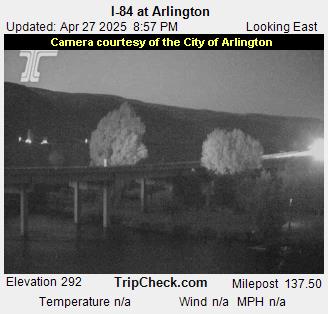 I-84 at Arlington
Updated: Apr 27 2025 8:57 PM Looking East
Camera courtesy of the City of Arlington
Elevation 292 TripCheck.com Milepost 137.50
Temperature n/a Wind n/a MPH n/a